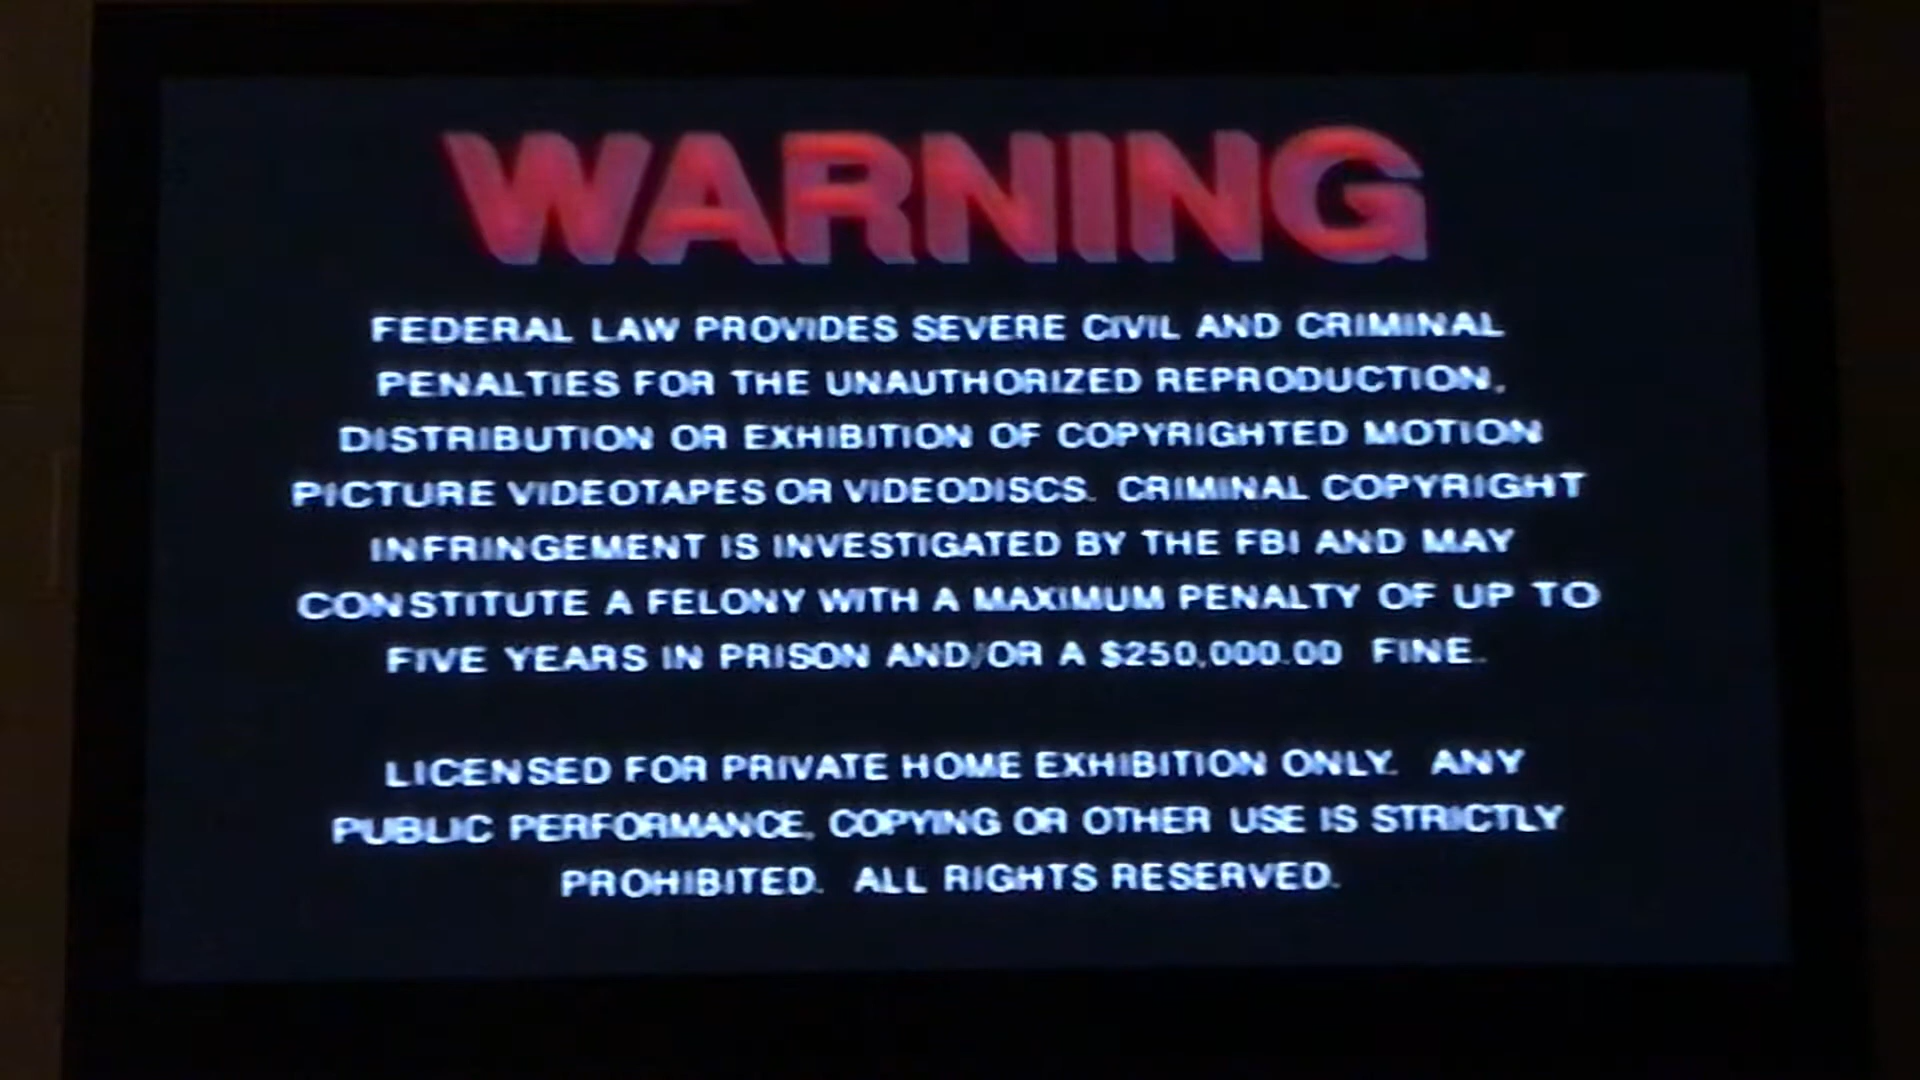 WARNING
FEDERAL LAW PROVIDES SEVERE CIVIL AND CRIMINAL
PENALTIES FOR THE UNAUTHORIZED REPRODUCTION,
DISTRIBUTION OR EXHIBITION OF COPYRIGHTED MOTION
PICTURE VIDEOTAPES OR VIDEODISCS. CRIMINAL COPYRIGHT
INFRINGEMENT IS INVESTIGATED BY THE FBI AND MAY
CONSTITUTE A FELONY WITH A MAXIMUM PENALTY OF UP TO
FIVE YEARS IN PRISON AND/OR A $250,000.00 FINE.
LICENSED FOR PRIVATE HOME EXHIBITION ONLY. ANY
PUBLIC PERFORMANCE, COPYING OR OTHER USE IS STRICTLY
PROHIBITED. ALL RIGHTS RESERVED.